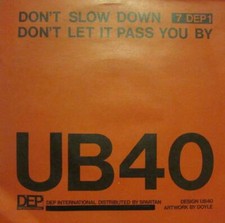 DON'T SLOW DOWN 7 DEP1
DON'T LET IT PASS YOU BY
UB40
DEP
DEP INTERNATIONAL DISTRIBUTED BY SPARTAN
DESIGN UB40
ARTWORK BY DOYLE